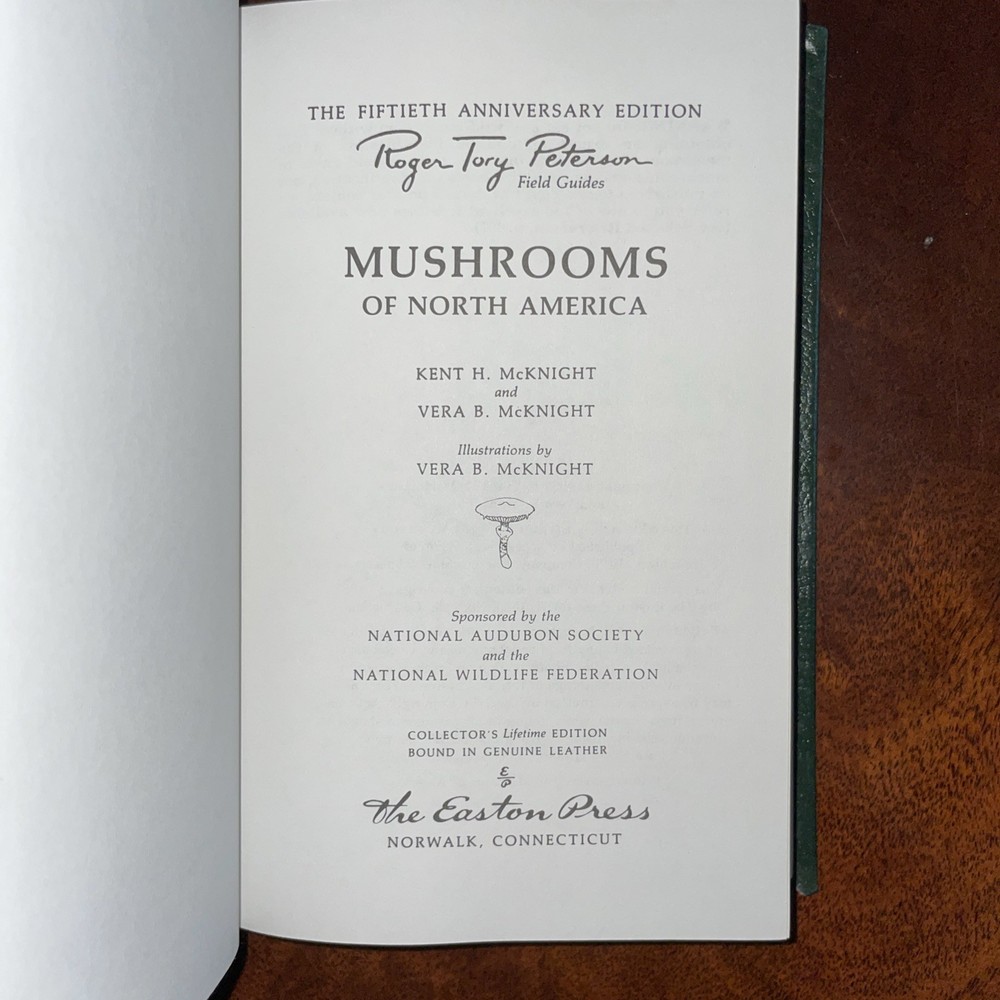 THE FIFTIETH ANNIVERSARY EDITION
Roger Tory Peterson
Field Guides
MUSHROOMS
OF NORTH AMERICA
KENT H. McKNIGHT
and
VERA B. McKNIGHT
Illustrations by
VERA B. McKNIGHT
Sponsored by the
NATIONAL AUDUBON SOCIETY
and the
NATIONAL WILDLIFE FEDERATION
COLLECTOR'S Lifetime EDITION
BOUND IN GENUINE LEATHER
The Easton Press
NORWALK, CONNECTICUT